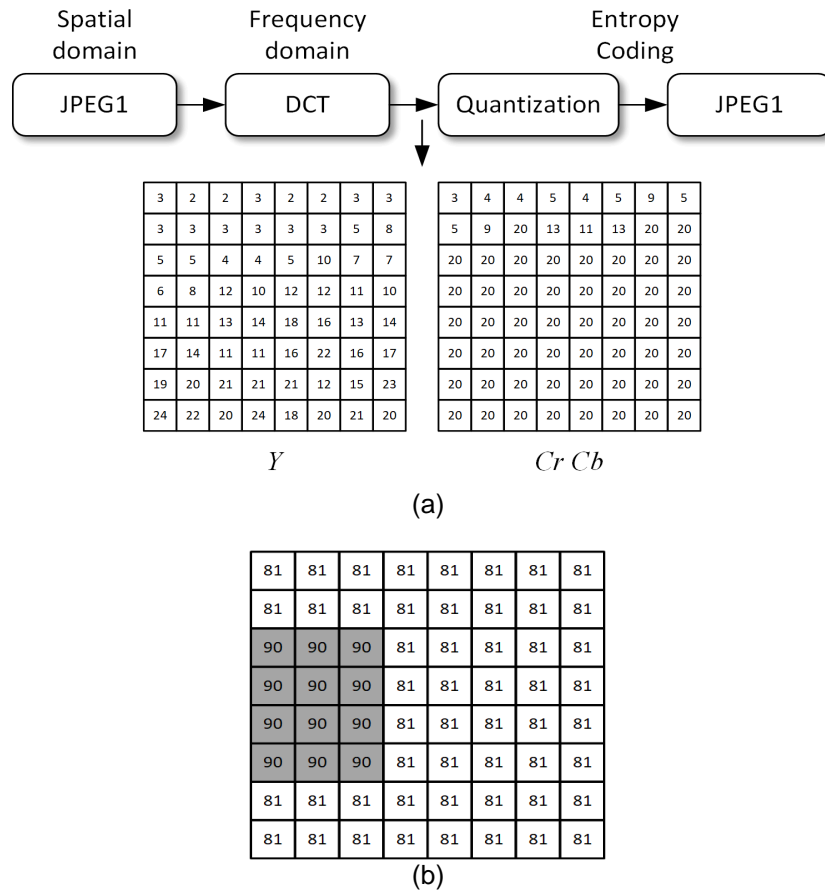 Spatial domain Frequency domain Entropy Coding
JPEG1 DCT Quantization JPEG1
3 2 2 3 2 2 3 3
3 3 3 3 3 3 5 8
5 5 4 4 5 10 7 7
6 8 12 10 12 12 11 10
11 11 13 14 18 16 13 14
17 14 11 11 16 22 16 17
19 20 21 21 21 12 15 23
24 22 20 24 18 20 21 20
Y
3 4 4 5 4 5 9 5
5 9 20 13 11 13 20 20
20 20 20 20 20 20 20 20
20 20 20 20 20 20 20 20
20 20 20 20 20 20 20 20
20 20 20 20 20 20 20 20
20 20 20 20 20 20 20 20
20 20 20 20 20 20 20 20
Cr Cb
(a)
81 81 81 81 81 81 81 81
81 81 81 81 81 81 81 81
90 90 90 81 81 81 81 81
90 90 90 81 81 81 81 81
90 90 90 81 81 81 81 81
90 90 90 81 81 81 81 81
81 81 81 81 81 81 81 81
81 81 81 81 81 81 81 81
(b)